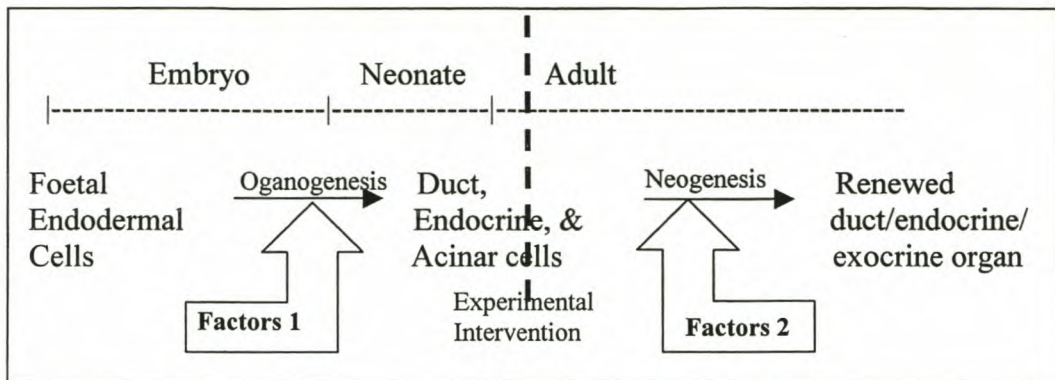 Embryo
Neonate
Adult
Foetal
Endodermal
Cells
Oganogenesis
Duct,
Endocrine, &
Acinar cells
Neogenesis
Renewed
duct/endocrine/
exocrine organ
Factors 1
Experimental
Intervention
Factors 2